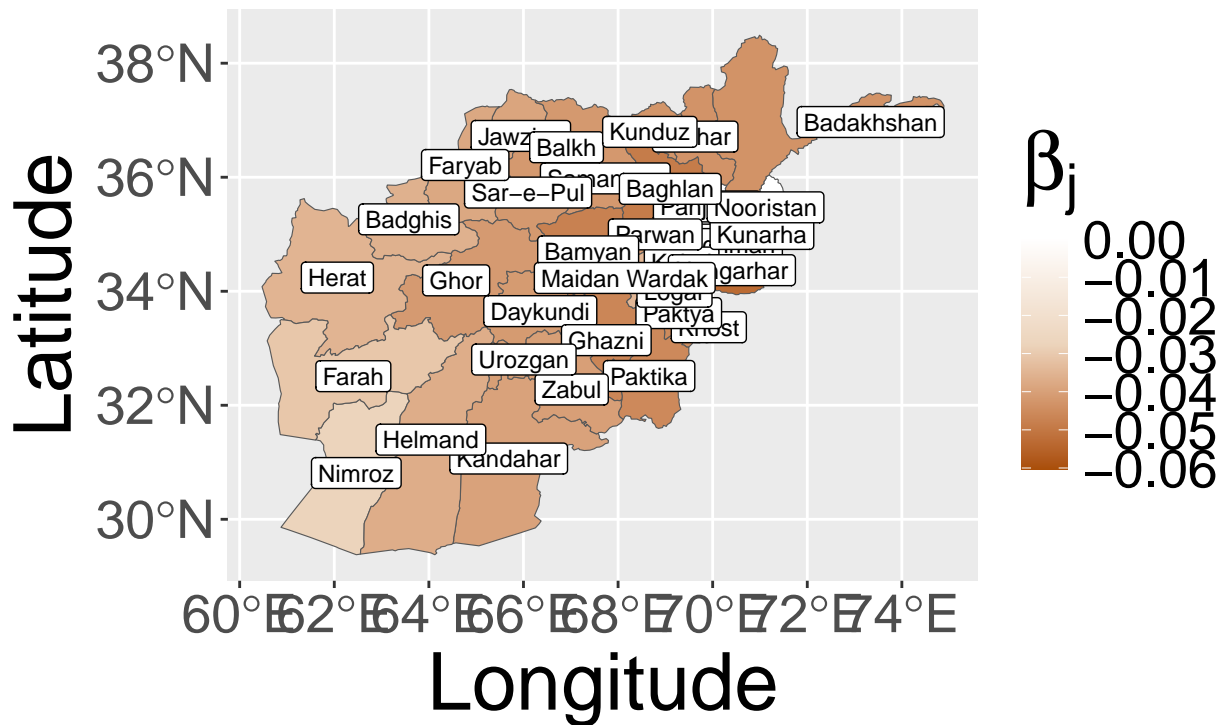 38°N
36°N
34°N
32°N
30°N
Latitude
Kunduz
Badakhshan
Balkh
Faryab
Sar−e−Pul
Baghlan
Nooristan
Badghis
Parwan
Kunarha
Bamyan
Herat
Ghor
Maidan Wardak
Daykundi
Paktya
Khost
Ghazni
Urozgan
Farah
Zabul
Paktika
Helmand
Kandahar
Nimroz
60°E 62°E 64°E 66°E 68°E 70°E 72°E 74°E
Longitude
βj
0.00
−0.01
−0.02
−0.03
−0.04
−0.05
−0.06